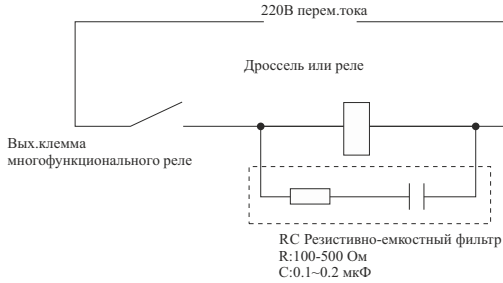 220В перем.тока
Дроссель или реле
Вых.клемма
многофункционального реле
RC Резистивно-емкостный фильтр
R:100-500 Ом
C:0.1~0.2 мкФ